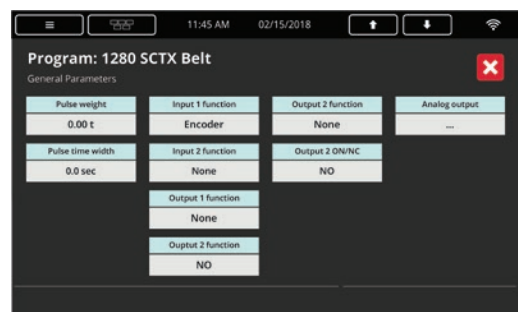 11:45 AM 02/15/2018
Program: 1280 SCTX Belt
General Parameters
Pulse weight Input 1 function Output 2 function Analog output
0.00 t Encoder None ...
Pulse time width Input 2 function Output 2 ON/NC
0.0 sec None NO
Output 1 function
None
Ouptut 2 function
NO